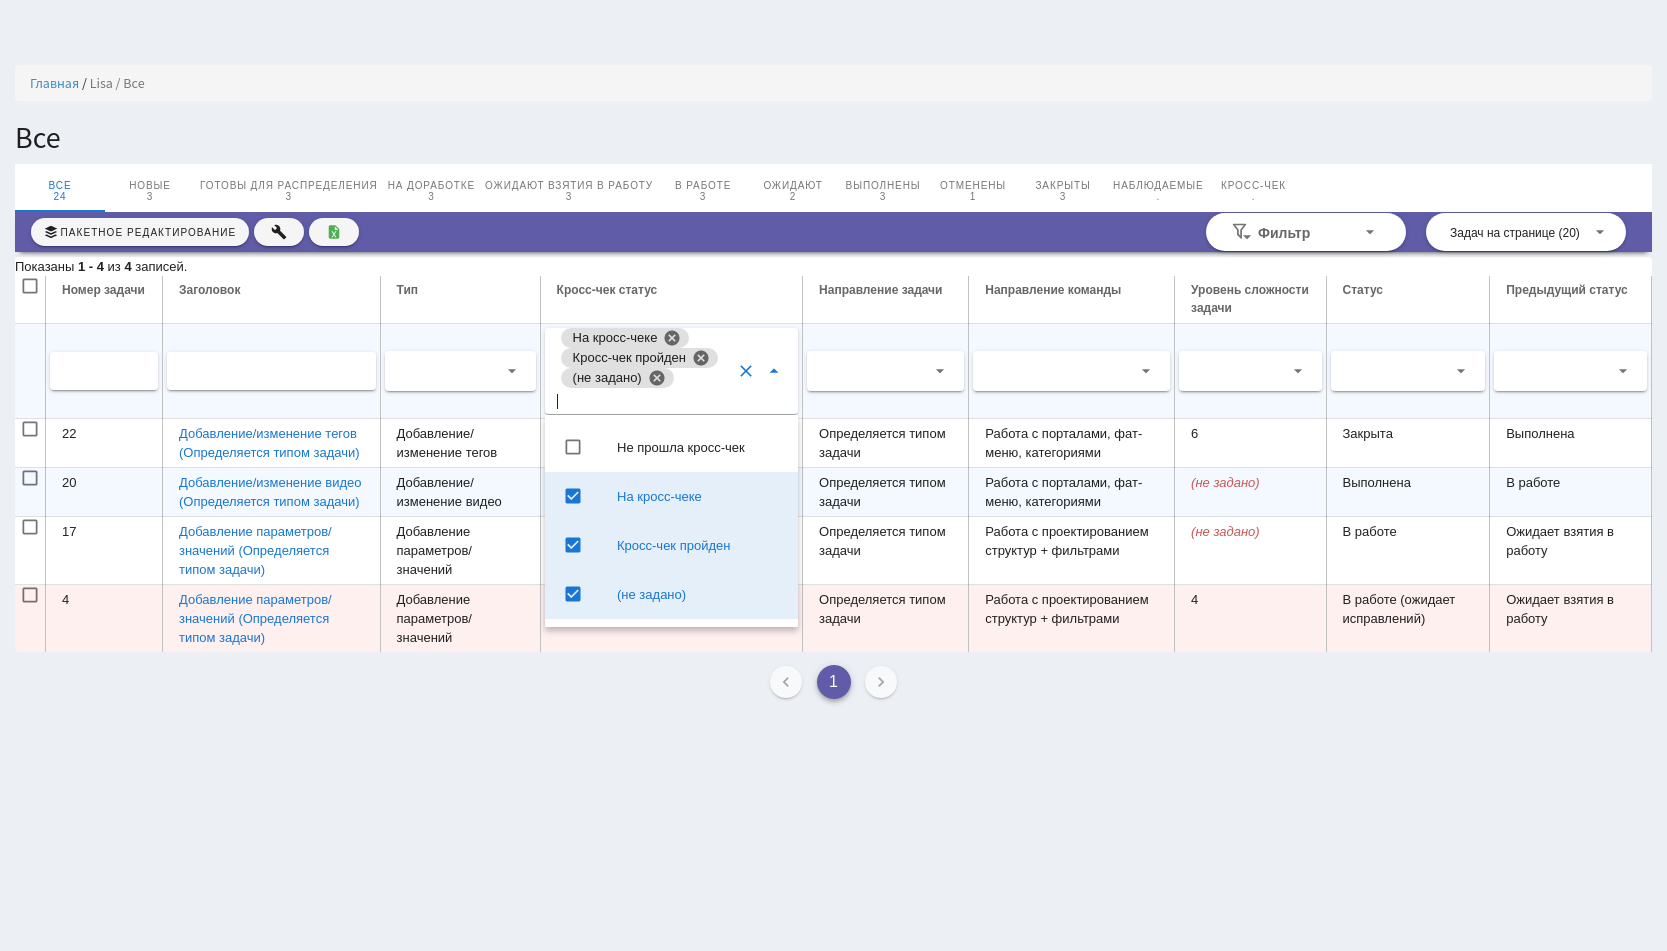 Главная / Lisa / Все
Все
ВСЕ
24
НОВЫЕ
3
ГОТОВЫ ДЛЯ РАСПРЕДЕЛЕНИЯ
3
НА ДОРАБОТКЕ
3
ОЖИДАЮТ ВЗЯТИЯ В РАБОТУ
3
В РАБОТЕ
3
ОЖИДАЮТ
2
ВЫПОЛНЕНЫ
3
ОТМЕНЕНЫ
1
ЗАКРЫТЫ
3
НАБЛЮДАЕМЫЕ
.
КРОСС-ЧЕК
.
ПАКЕТНОЕ РЕДАКТИРОВАНИЕ
Фильтр
Задач на странице (20)
Показаны 1 - 4 из 4 записей.
Номер задачи
Заголовок
Тип
Кросс-чек статус
Направление задачи
Направление команды
Уровень сложности
задачи
Статус
Предыдущий статус
На кросс-чеке
Кросс-чек пройден
(не задано)
Не прошла кросс-чек
На кросс-чеке
Кросс-чек пройден
(не задано)
22
Добавление/изменение тегов
(Определяется типом задачи)
Добавление/
изменение тегов
Определяется типом
задачи
Работа с порталами, фат-
меню, категориями
6
Закрыта
Выполнена
20
Добавление/изменение видео
(Определяется типом задачи)
Добавление/
изменение видео
Определяется типом
задачи
Работа с порталами, фат-
меню, категориями
(не задано)
Выполнена
В работе
17
Добавление параметров/
значений (Определяется
типом задачи)
Добавление
параметров/
значений
Определяется типом
задачи
Работа с проектированием
структур + фильтрами
(не задано)
В работе
Ожидает взятия в
работу
4
Добавление параметров/
значений (Определяется
типом задачи)
Добавление
параметров/
значений
Определяется типом
задачи
Работа с проектированием
структур + фильтрами
4
В работе (ожидает
исправлений)
Ожидает взятия в
работу
1